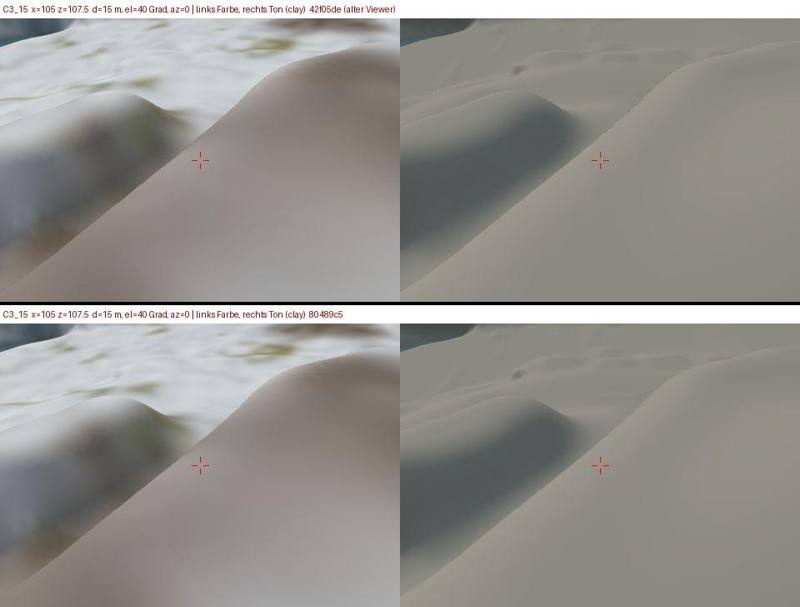 C3_15 x=105 z=107.5 d=15 m, el=40 Grad, az=0 | links Farbe, rechts Ton (clay) 42f05de (alter Viewer)
C3_15 x=105 z=107.5 d=15 m, el=40 Grad, az=0 | links Farbe, rechts Ton (clay) 80489c5